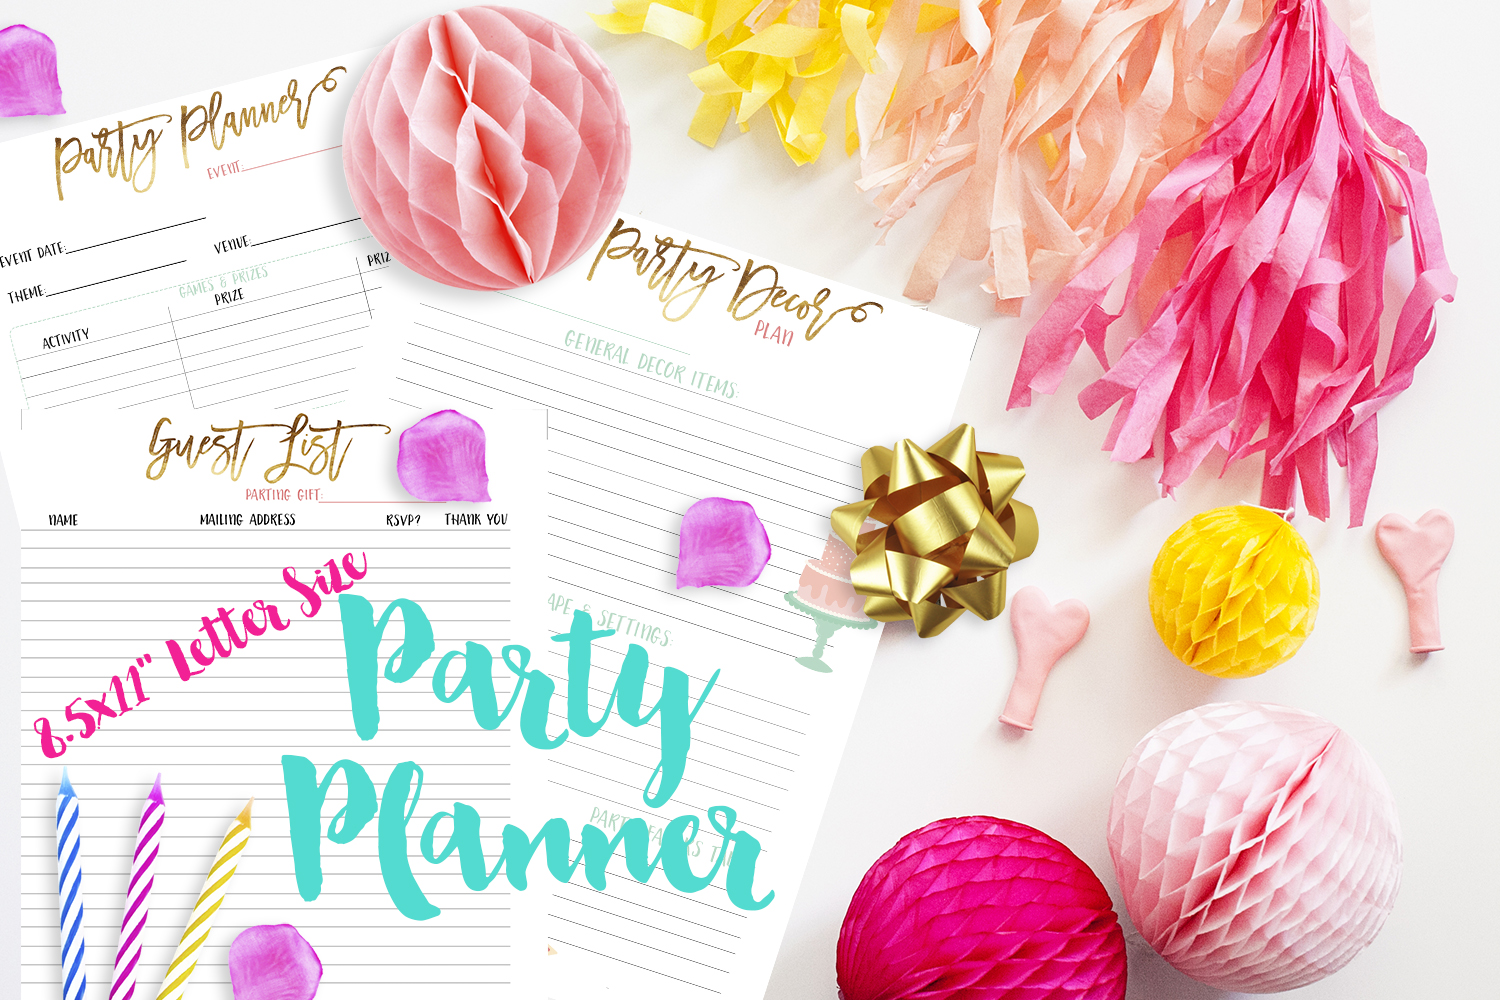 Party Planner
EVENT:
EVENT DATE:
VENUE:
THEME:
GAMES & PRIZES
ACTIVITY
PRIZE
Party Decor
PLAN
GENERAL DECOR ITEMS:
& SETTINGS:
Guest List
PARTING GIFT:
NAME MAILING ADDRESS RSVP? THANK YOU
8.5x11" Letter Size
Party
Planner